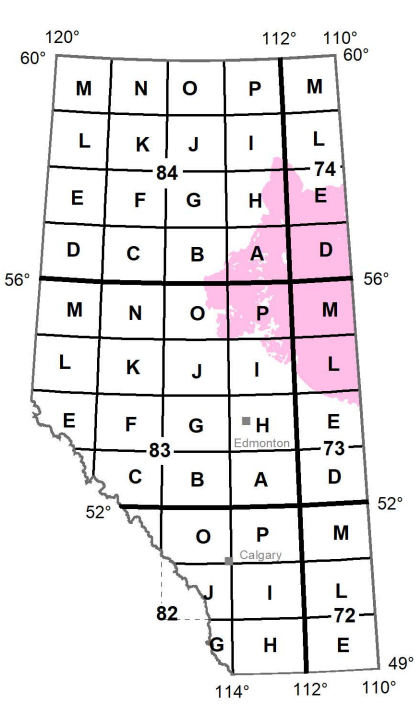 120° 112° 110°
60° 60°
M N O P M
L K J I L
84 74
E F G H E
D C B A D
56° 56°
M N O P M
L K J I L
E F G H E
Edmonton
83 73
C B A D
52° 52°
O P M
Calgary
J I L
82 72
G H E
49°
114° 112° 110°